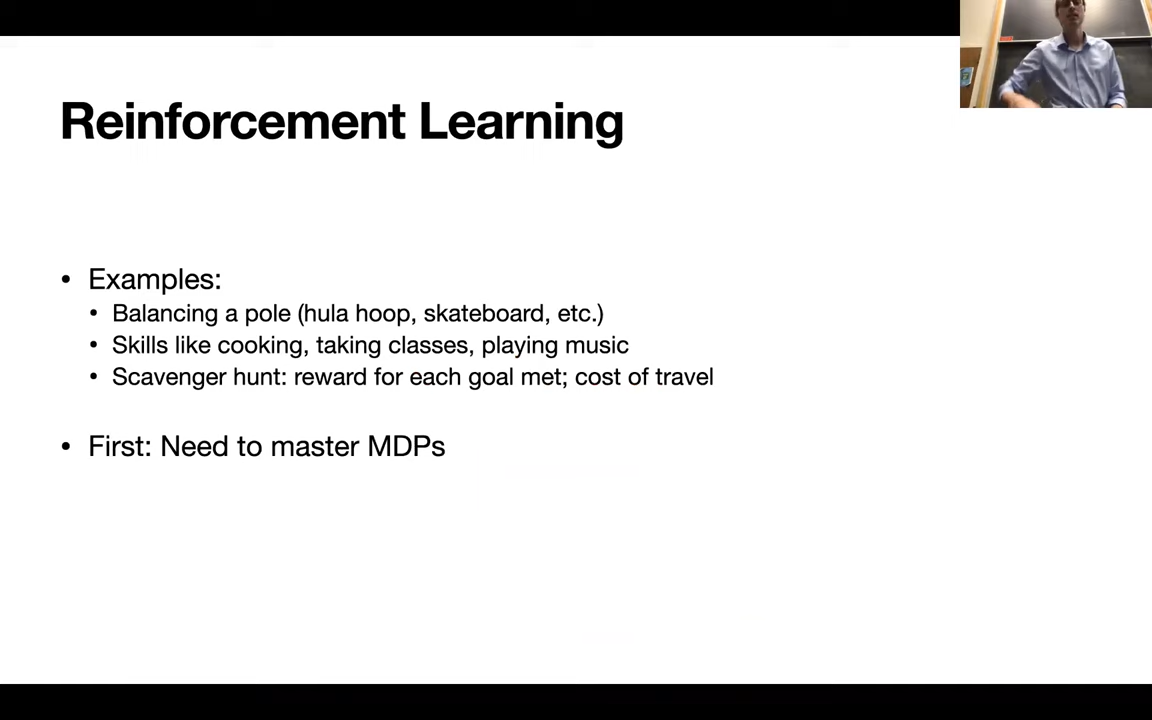 Reinforcement Learning
• Examples:
• Balancing a pole (hula hoop, skateboard, etc.)
• Skills like cooking, taking classes, playing music
• Scavenger hunt: reward for each goal met; cost of travel
• First: Need to master MDPs